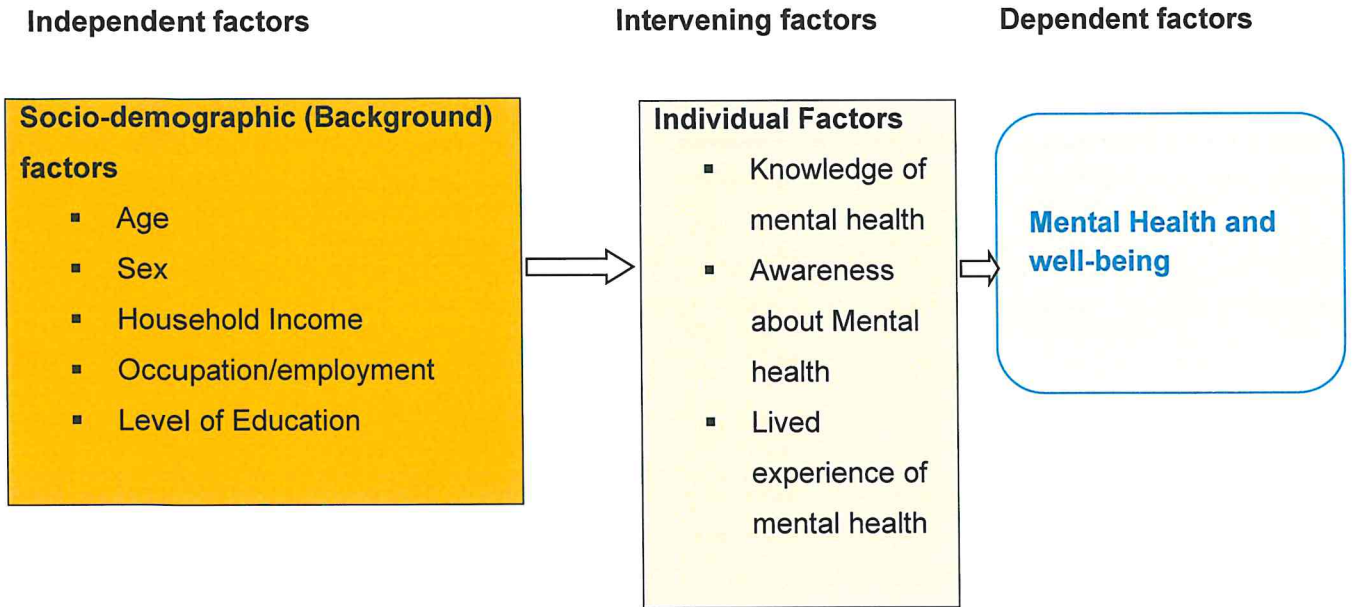 Independent factors
Intervening factors
Dependent factors
Socio-demographic (Background)
factors
▪ Age
▪ Sex
▪ Household Income
▪ Occupation/employment
▪ Level of Education
Individual Factors
▪ Knowledge of
mental health
▪ Awareness
about Mental
health
▪ Lived
experience of
mental health
Mental Health and
well-being